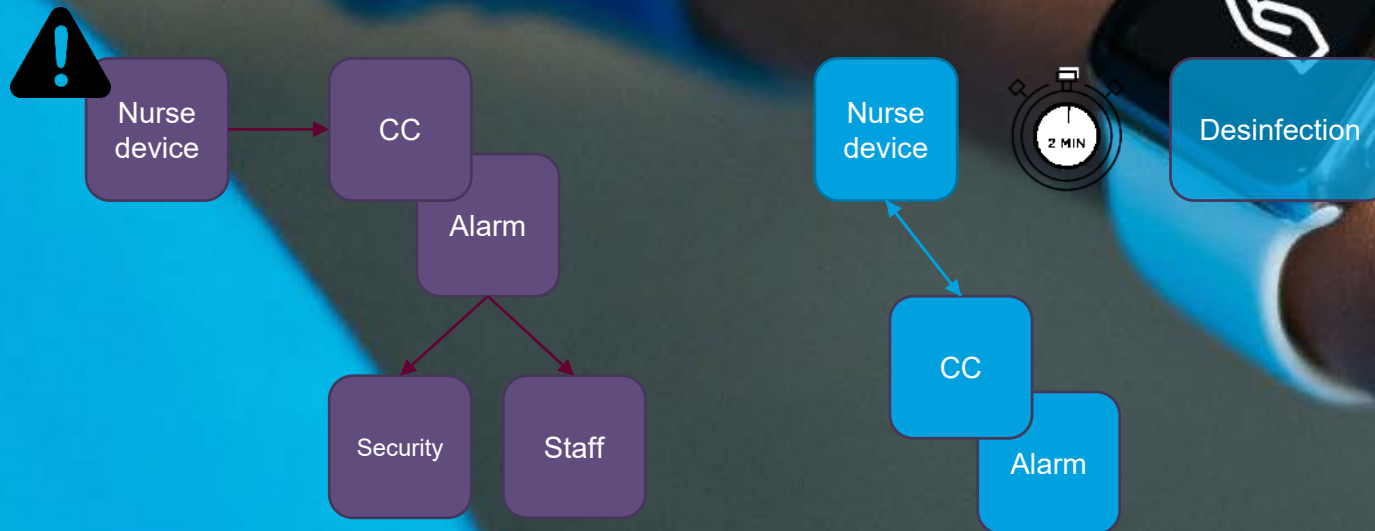 Nurse
device
CC
Alarm
Security
Staff
Nurse
device
2 MIN
Desinfection
CC
Alarm